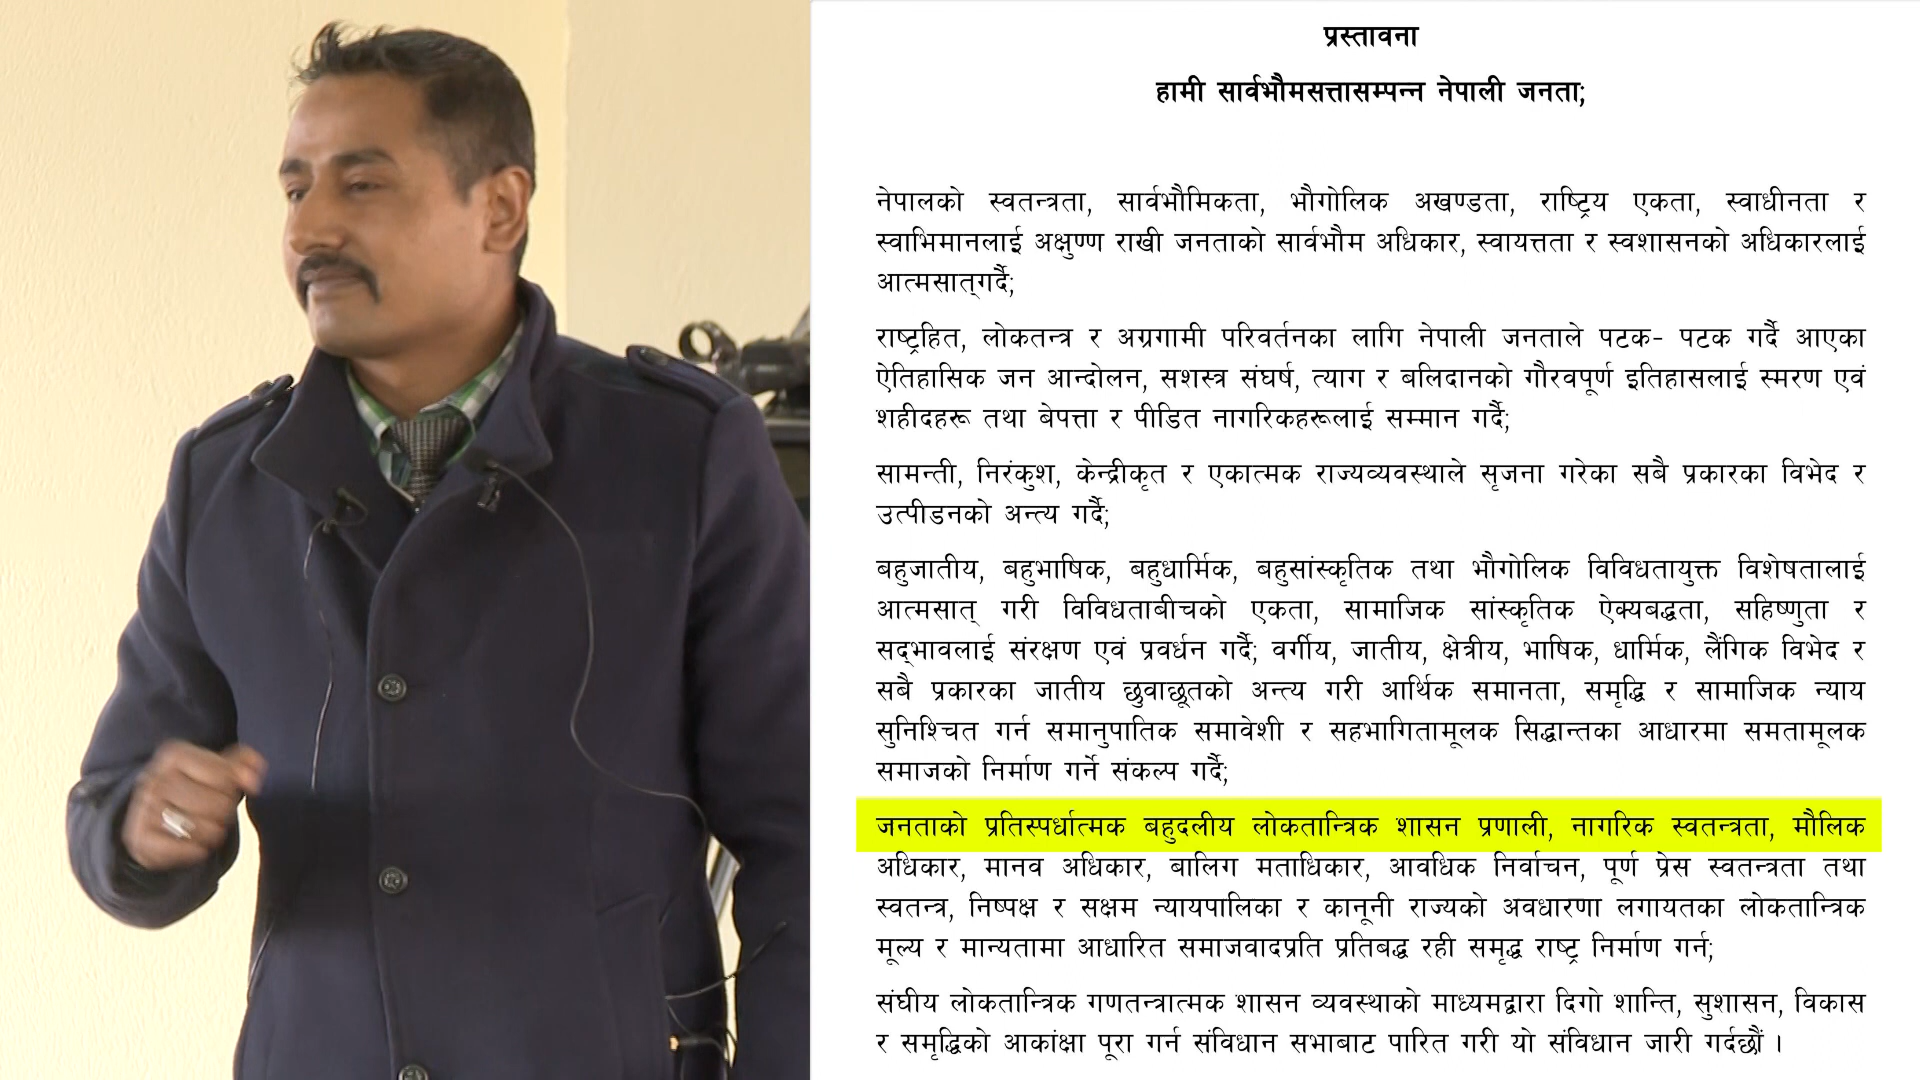 प्रस्तावना
हामी सार्वभौमसत्तासम्पन्न नेपाली जनता;
नेपालको स्वतन्त्रता, सार्वभौमिकता, भौगोलिक अखण्डता, राष्ट्रिय एकता, स्वाधीनता र
स्वाभिमानलाई अक्षुण्ण राखी जनताको सार्वभौम अधिकार, स्वायत्तता र स्वशासनको अधिकारलाई
आत्मसात्‌गर्दै;
राष्ट्रहित, लोकतन्त्र र अग्रगामी परिवर्तनका लागि नेपाली जनताले पटक- पटक गर्दै आएका
ऐतिहासिक जन आन्दोलन, सशस्त्र संघर्ष, त्याग र बलिदानको गौरवपूर्ण इतिहासलाई स्मरण एवं
शहीदहरू तथा बेपत्ता र पीडित नागरिकहरूलाई सम्मान गर्दै;
सामन्ती, निरंकुश, केन्द्रीकृत र एकात्मक राज्यव्यवस्थाले सृजना गरेका सबै प्रकारका विभेद र
उत्पीडनको अन्त्य गर्दै;
बहुजातीय, बहुभाषिक, बहुधार्मिक, बहुसांस्कृतिक तथा भौगोलिक विविधतायुक्त विशेषतालाई
आत्मसात् गरी विविधताबीचको एकता, सामाजिक सांस्कृतिक ऐक्यबद्धता, सहिष्णुता र
सद्‌भावलाई संरक्षण एवं प्रवर्धन गर्दै; वर्गीय, जातीय, क्षेत्रीय, भाषिक, धार्मिक, लैंगिक विभेद र
सबै प्रकारका जातीय छुवाछूतको अन्त्य गरी आर्थिक समानता, समृद्धि र सामाजिक न्याय
सुनिश्चित गर्न समानुपातिक समावेशी र सहभागितामूलक सिद्धान्तका आधारमा समतामूलक
समाजको निर्माण गर्ने संकल्प गर्दै;
जनताको प्रतिस्पर्धात्मक बहुदलीय लोकतान्त्रिक शासन प्रणाली, नागरिक स्वतन्त्रता, मौलिक
अधिकार, मानव अधिकार, बालिग मताधिकार, आवधिक निर्वाचन, पूर्ण प्रेस स्वतन्त्रता तथा
स्वतन्त्र, निष्पक्ष र सक्षम न्यायपालिका र कानूनी राज्यको अवधारणा लगायतका लोकतान्त्रिक
मूल्य र मान्यतामा आधारित समाजवादप्रति प्रतिबद्ध रही समृद्ध राष्ट्र निर्माण गर्न;
संघीय लोकतान्त्रिक गणतन्त्रात्मक शासन व्यवस्थाको माध्यमद्वारा दिगो शान्ति, सुशासन, विकास
र समृद्धिको आकांक्षा पूरा गर्न संविधान सभाबाट पारित गरी यो संविधान जारी गर्दछौं ।